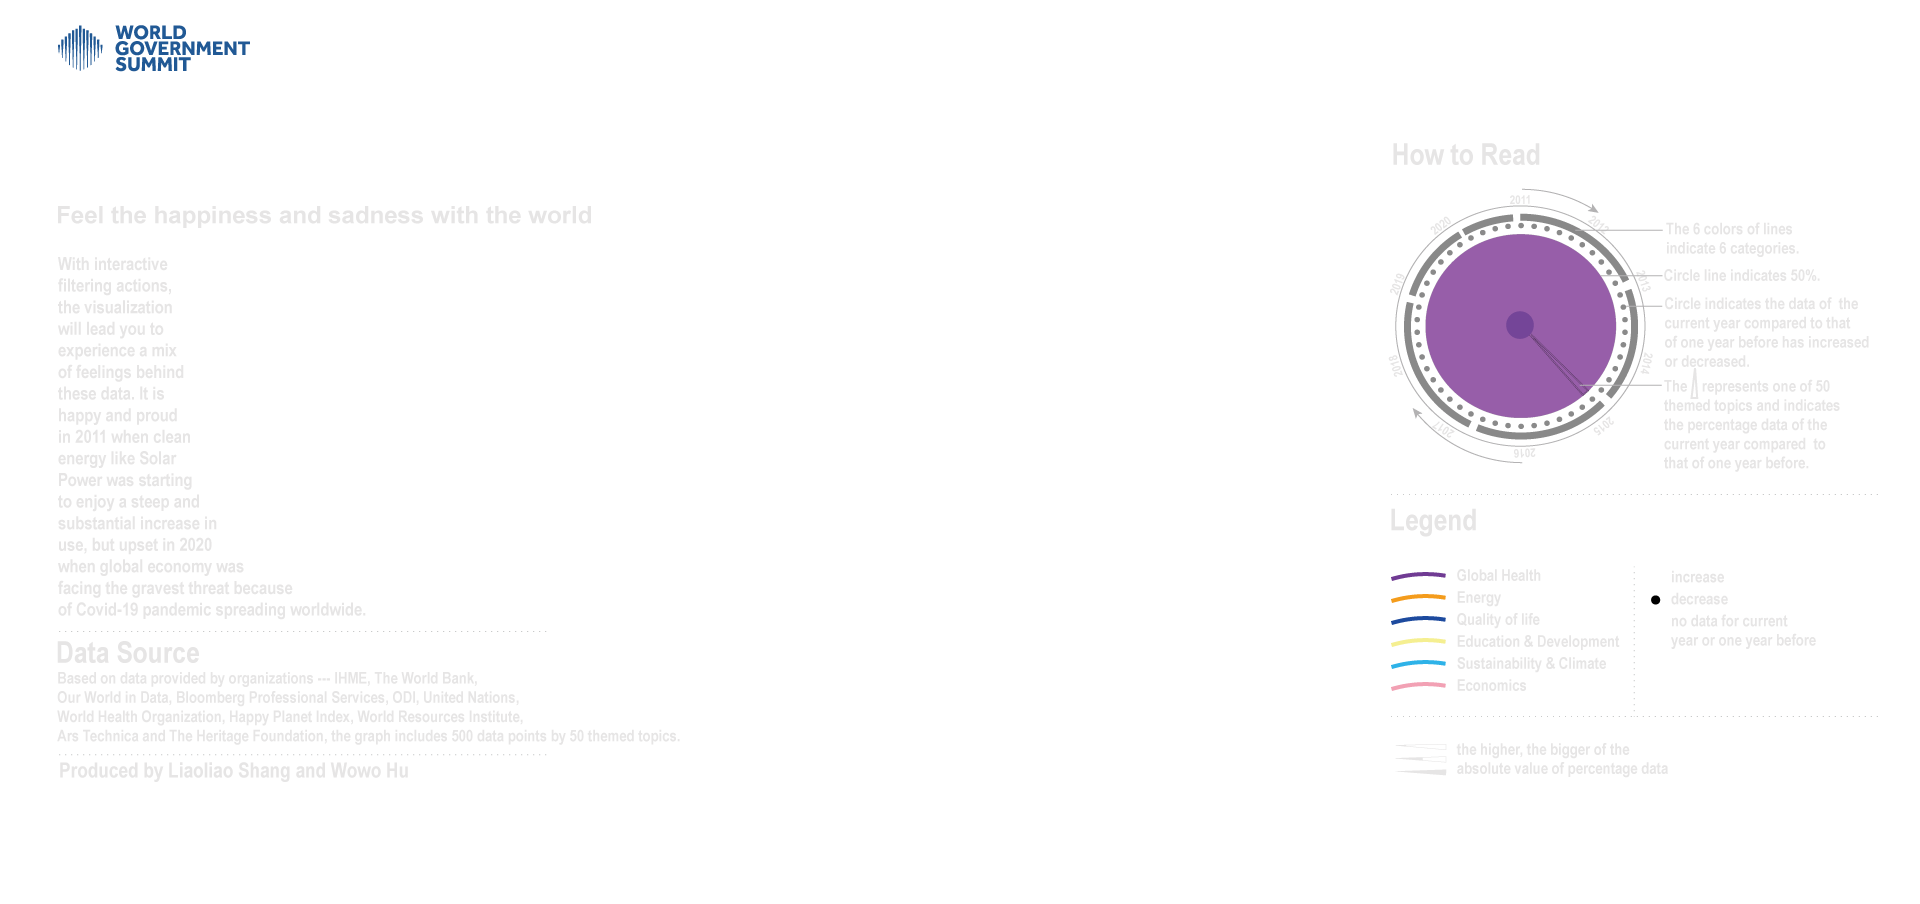 WORLD
GOVERNMENT
SUMMIT
Feel the happiness and sadness with the world
With interactive
filtering actions,
the visualization
will lead you to
experience a mix
of feelings behind
these data. It is
happy and proud
in 2011 when clean
energy like Solar
Power was starting
to enjoy a steep and
substantial increase in
use, but upset in 2020
when global economy was
facing the gravest threat because
of Covid-19 pandemic spreading worldwide.
Data Source
Based on data provided by organizations --- IHME, The World Bank,
Our World in Data, Bloomberg Professional Services, ODI, United Nations,
World Health Organization, Happy Planet Index, World Resources Institute,
Ars Technica and The Heritage Foundation, the graph includes 500 data points by 50 themed topics.
Produced by Liaoliao Shang and Wowo Hu
How to Read
2011
2012
2013
2014
2015
2016
2017
2018
2019
2020
The 6 colors of lines
indicate 6 categories.
Circle line indicates 50%.
Circle indicates the data of the
current year compared to that
of one year before has increased
or decreased.
The represents one of 50
themed topics and indicates
the percentage data of the
current year compared to
that of one year before.
Legend
Global Health
Energy
Quality of life
Education & Development
Sustainability & Climate
Economics
increase
decrease
no data for current
year or one year before
the higher, the bigger of the
absolute value of percentage data